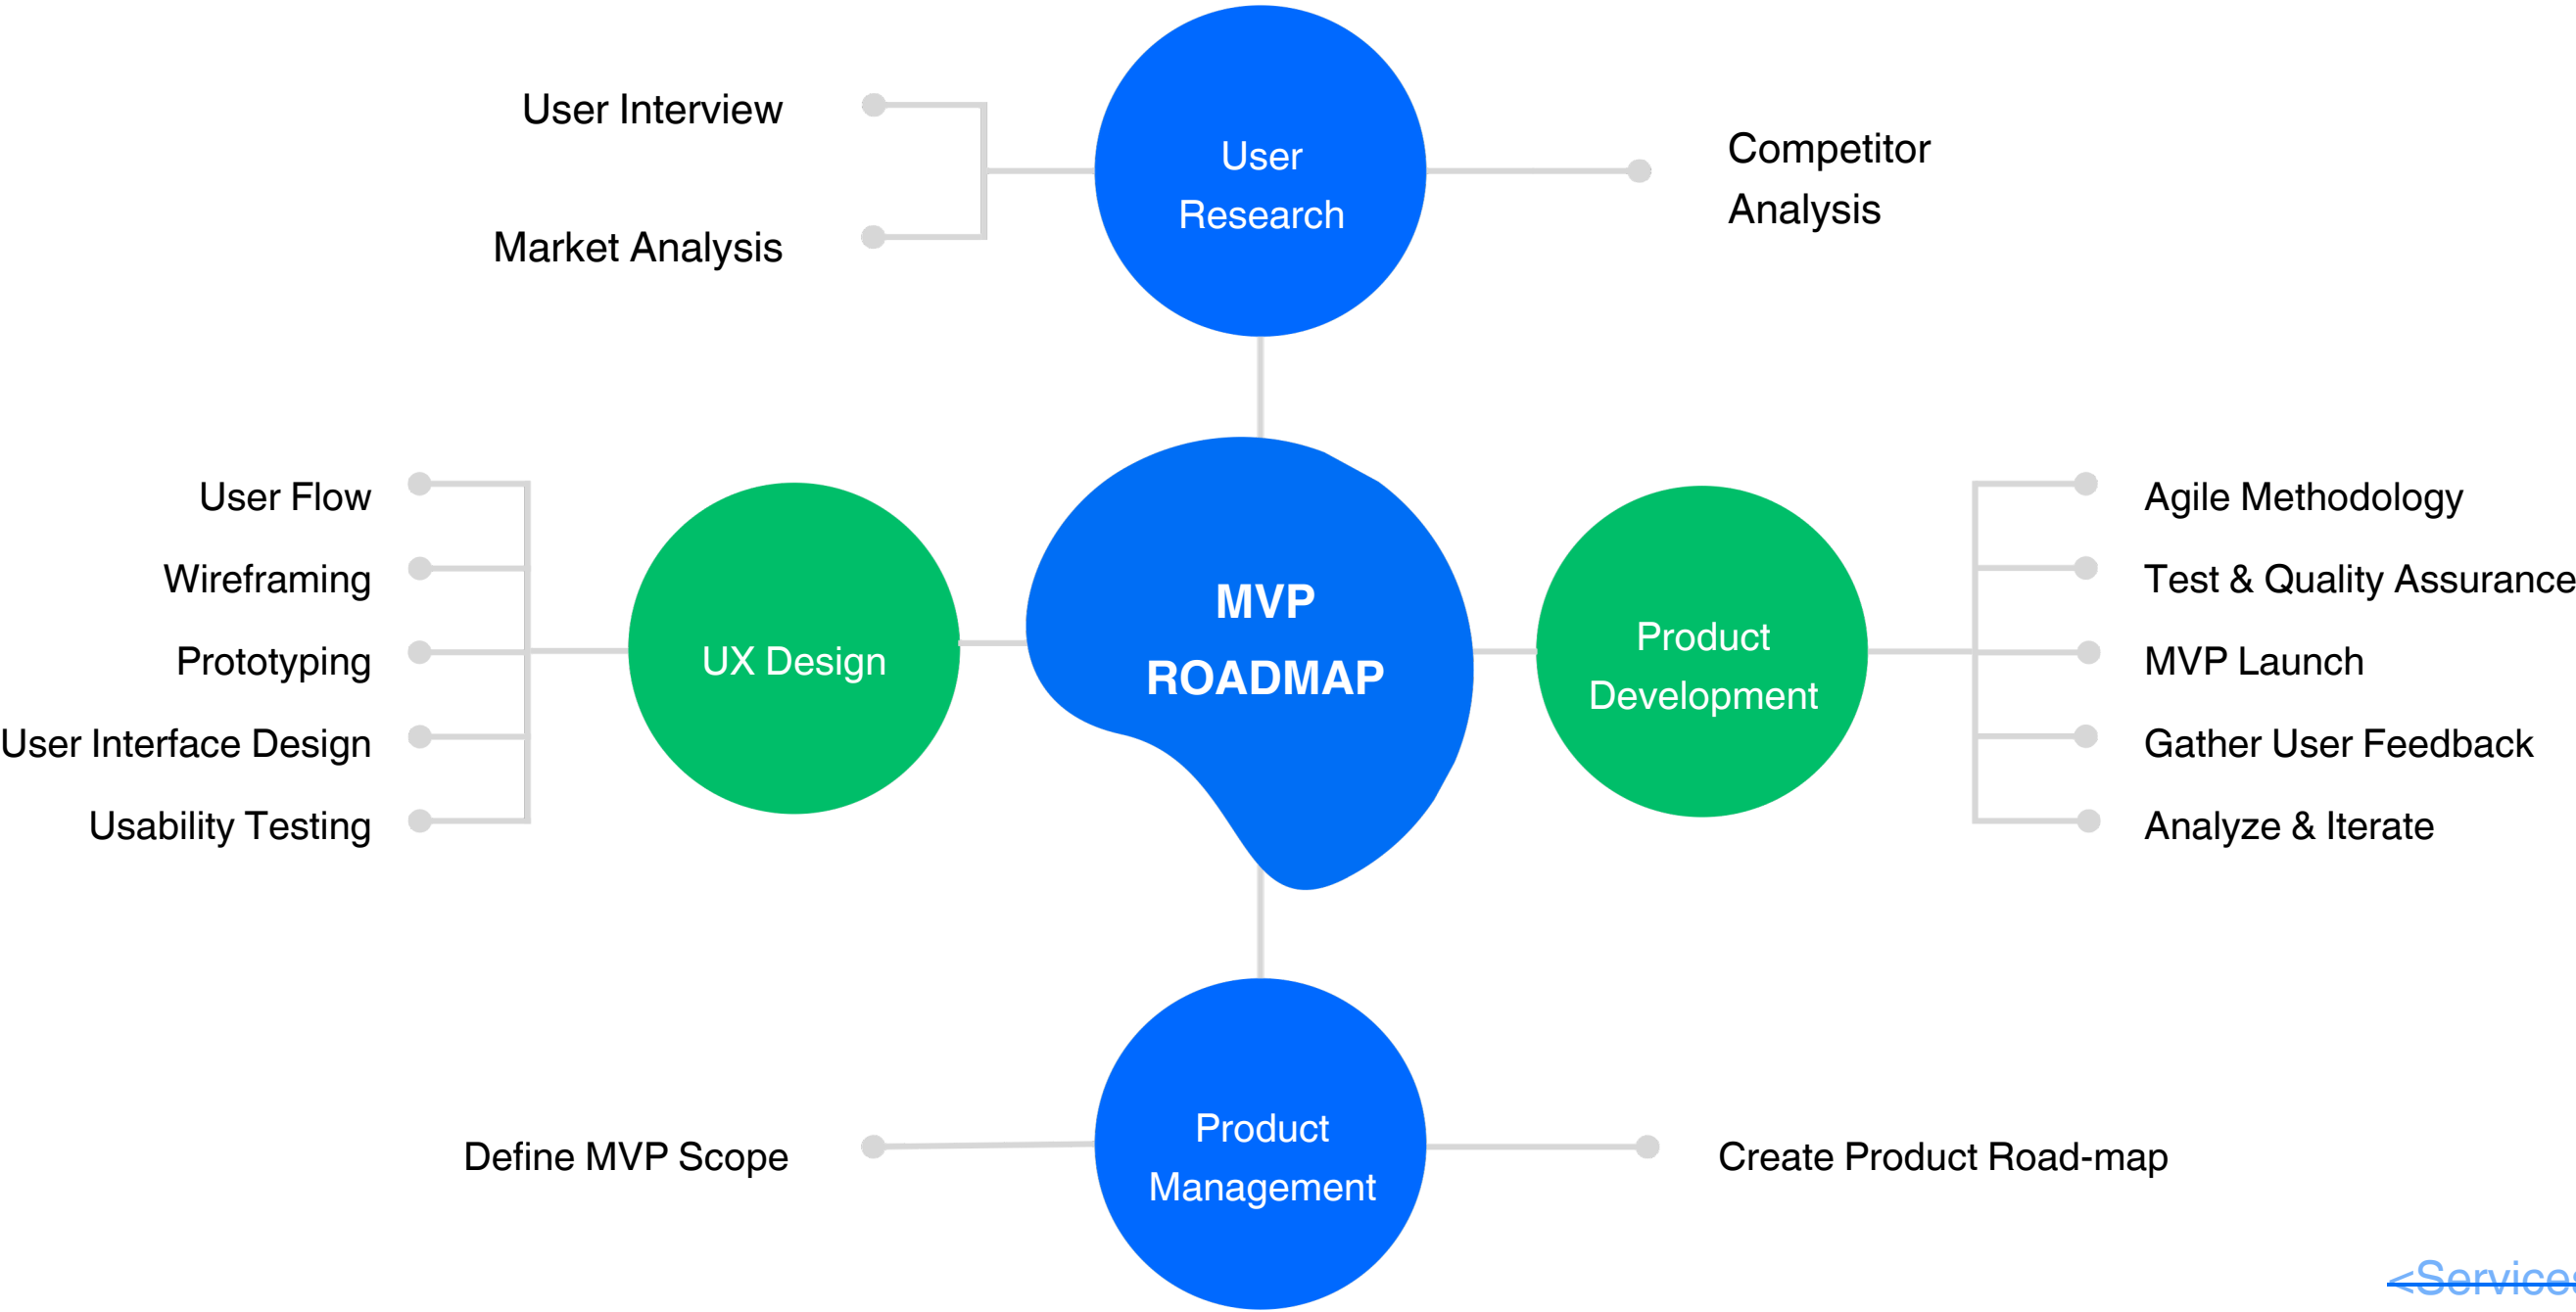 User Interview
Market Analysis
User
Research
Competitor
Analysis
User Flow
Wireframing
Prototyping
User Interface Design
Usability Testing
UX Design
MVP
ROADMAP
Product
Development
Agile Methodology
Test & Quality Assurance
MVP Launch
Gather User Feedback
Analyze & Iterate
Define MVP Scope
Product
Management
Create Product Road-map
<Services